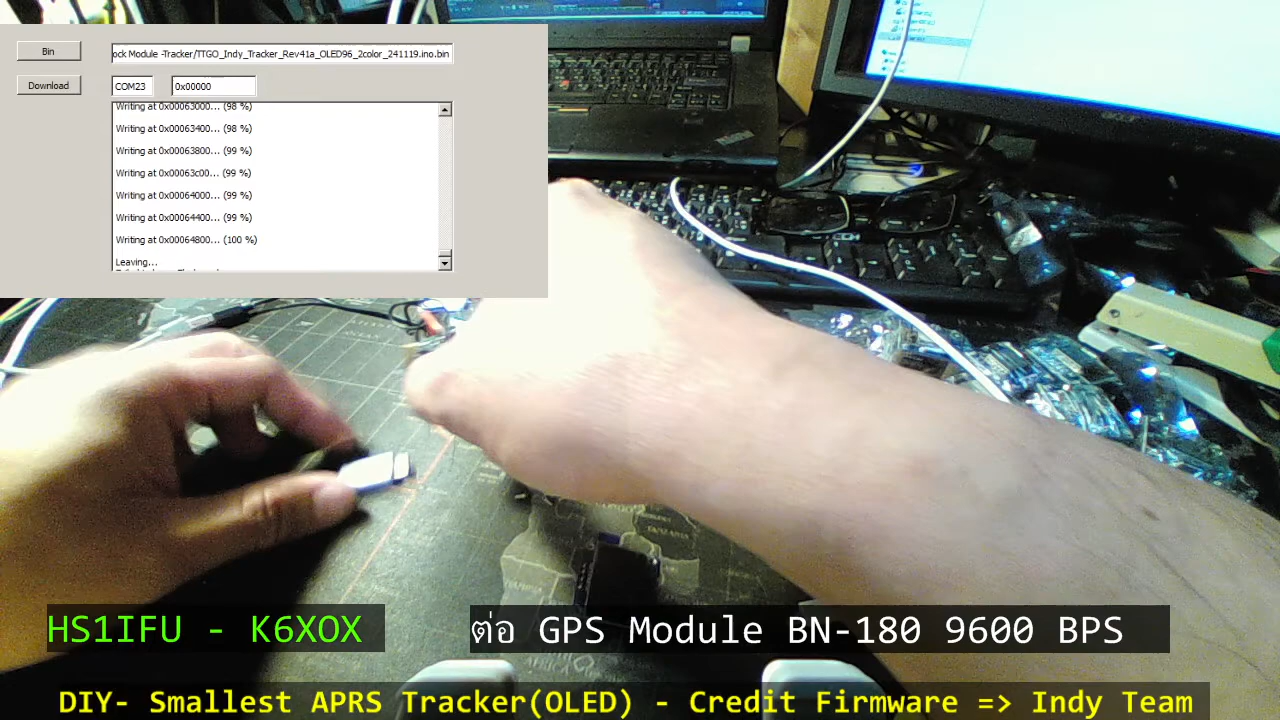 Bin
ock Module -Tracker/TTGO_Indy_Tracker_Rev41a_OLED96_2color_241119.ino.bin
Download
COM23
0x00000
Writing at 0x00063000... (98 %)
Writing at 0x00063400... (98 %)
Writing at 0x00063800... (99 %)
Writing at 0x00063c00... (99 %)
Writing at 0x00064000... (99 %)
Writing at 0x00064400... (99 %)
Writing at 0x00064800... (100 %)
Leaving...
acer
HS1IFU - K6XOX
ต่อ GPS Module BN-180 9600 BPS
DIY- Smallest APRS Tracker(OLED) - Credit Firmware => Indy Team